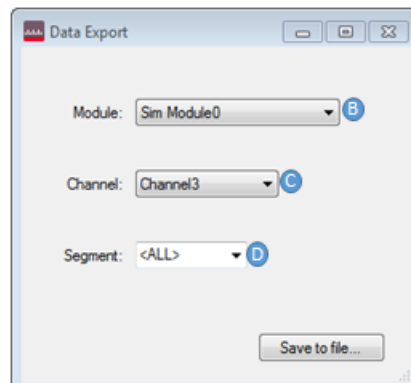 Data Export
Module: Sim Module0 B
Channel: Channel3 C
Segment: <ALL> D
Save to file...